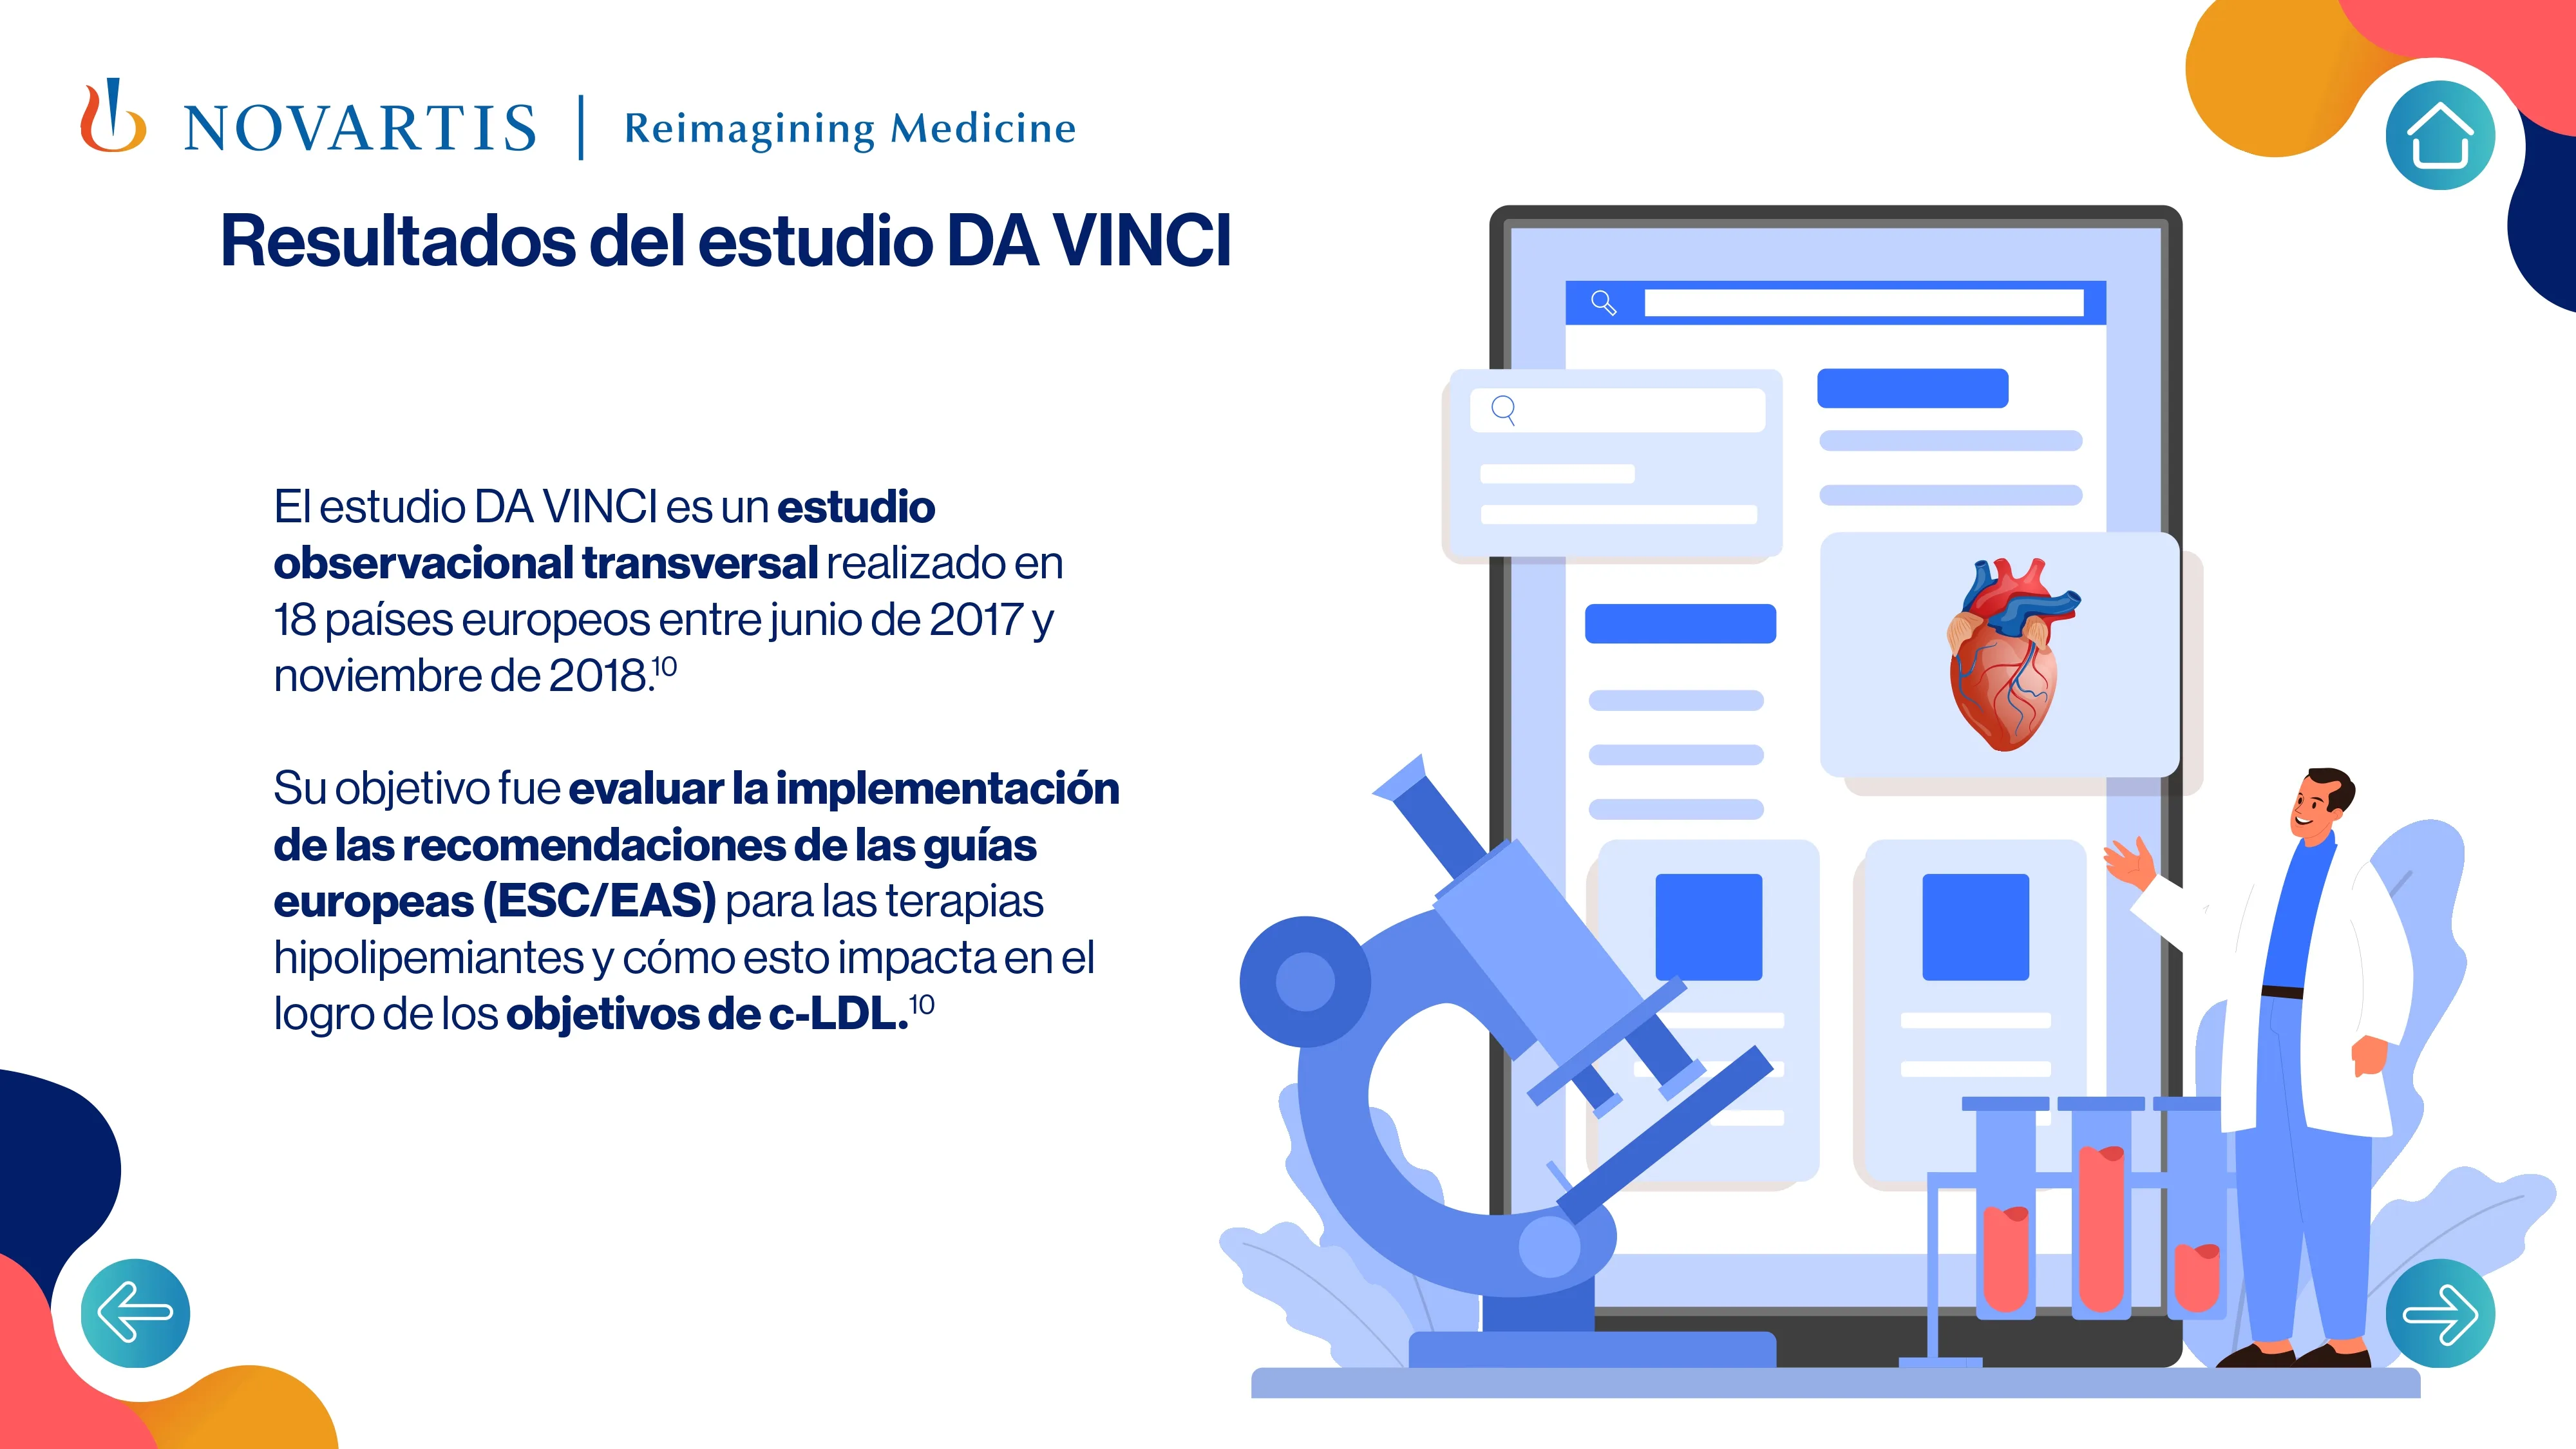 NOVARTIS | Reimagining Medicine
Resultados del estudio DA VINCI
El estudio DA VINCI es un estudio
observacional transversal realizado en
18 países europeos entre junio de 2017 y
noviembre de 2018.10
Su objetivo fue evaluar la implementación
de las recomendaciones de las guías
europeas (ESC/EAS) para las terapias
hipolipemiantes y cómo esto impacta en el
logro de los objetivos de c-LDL.10